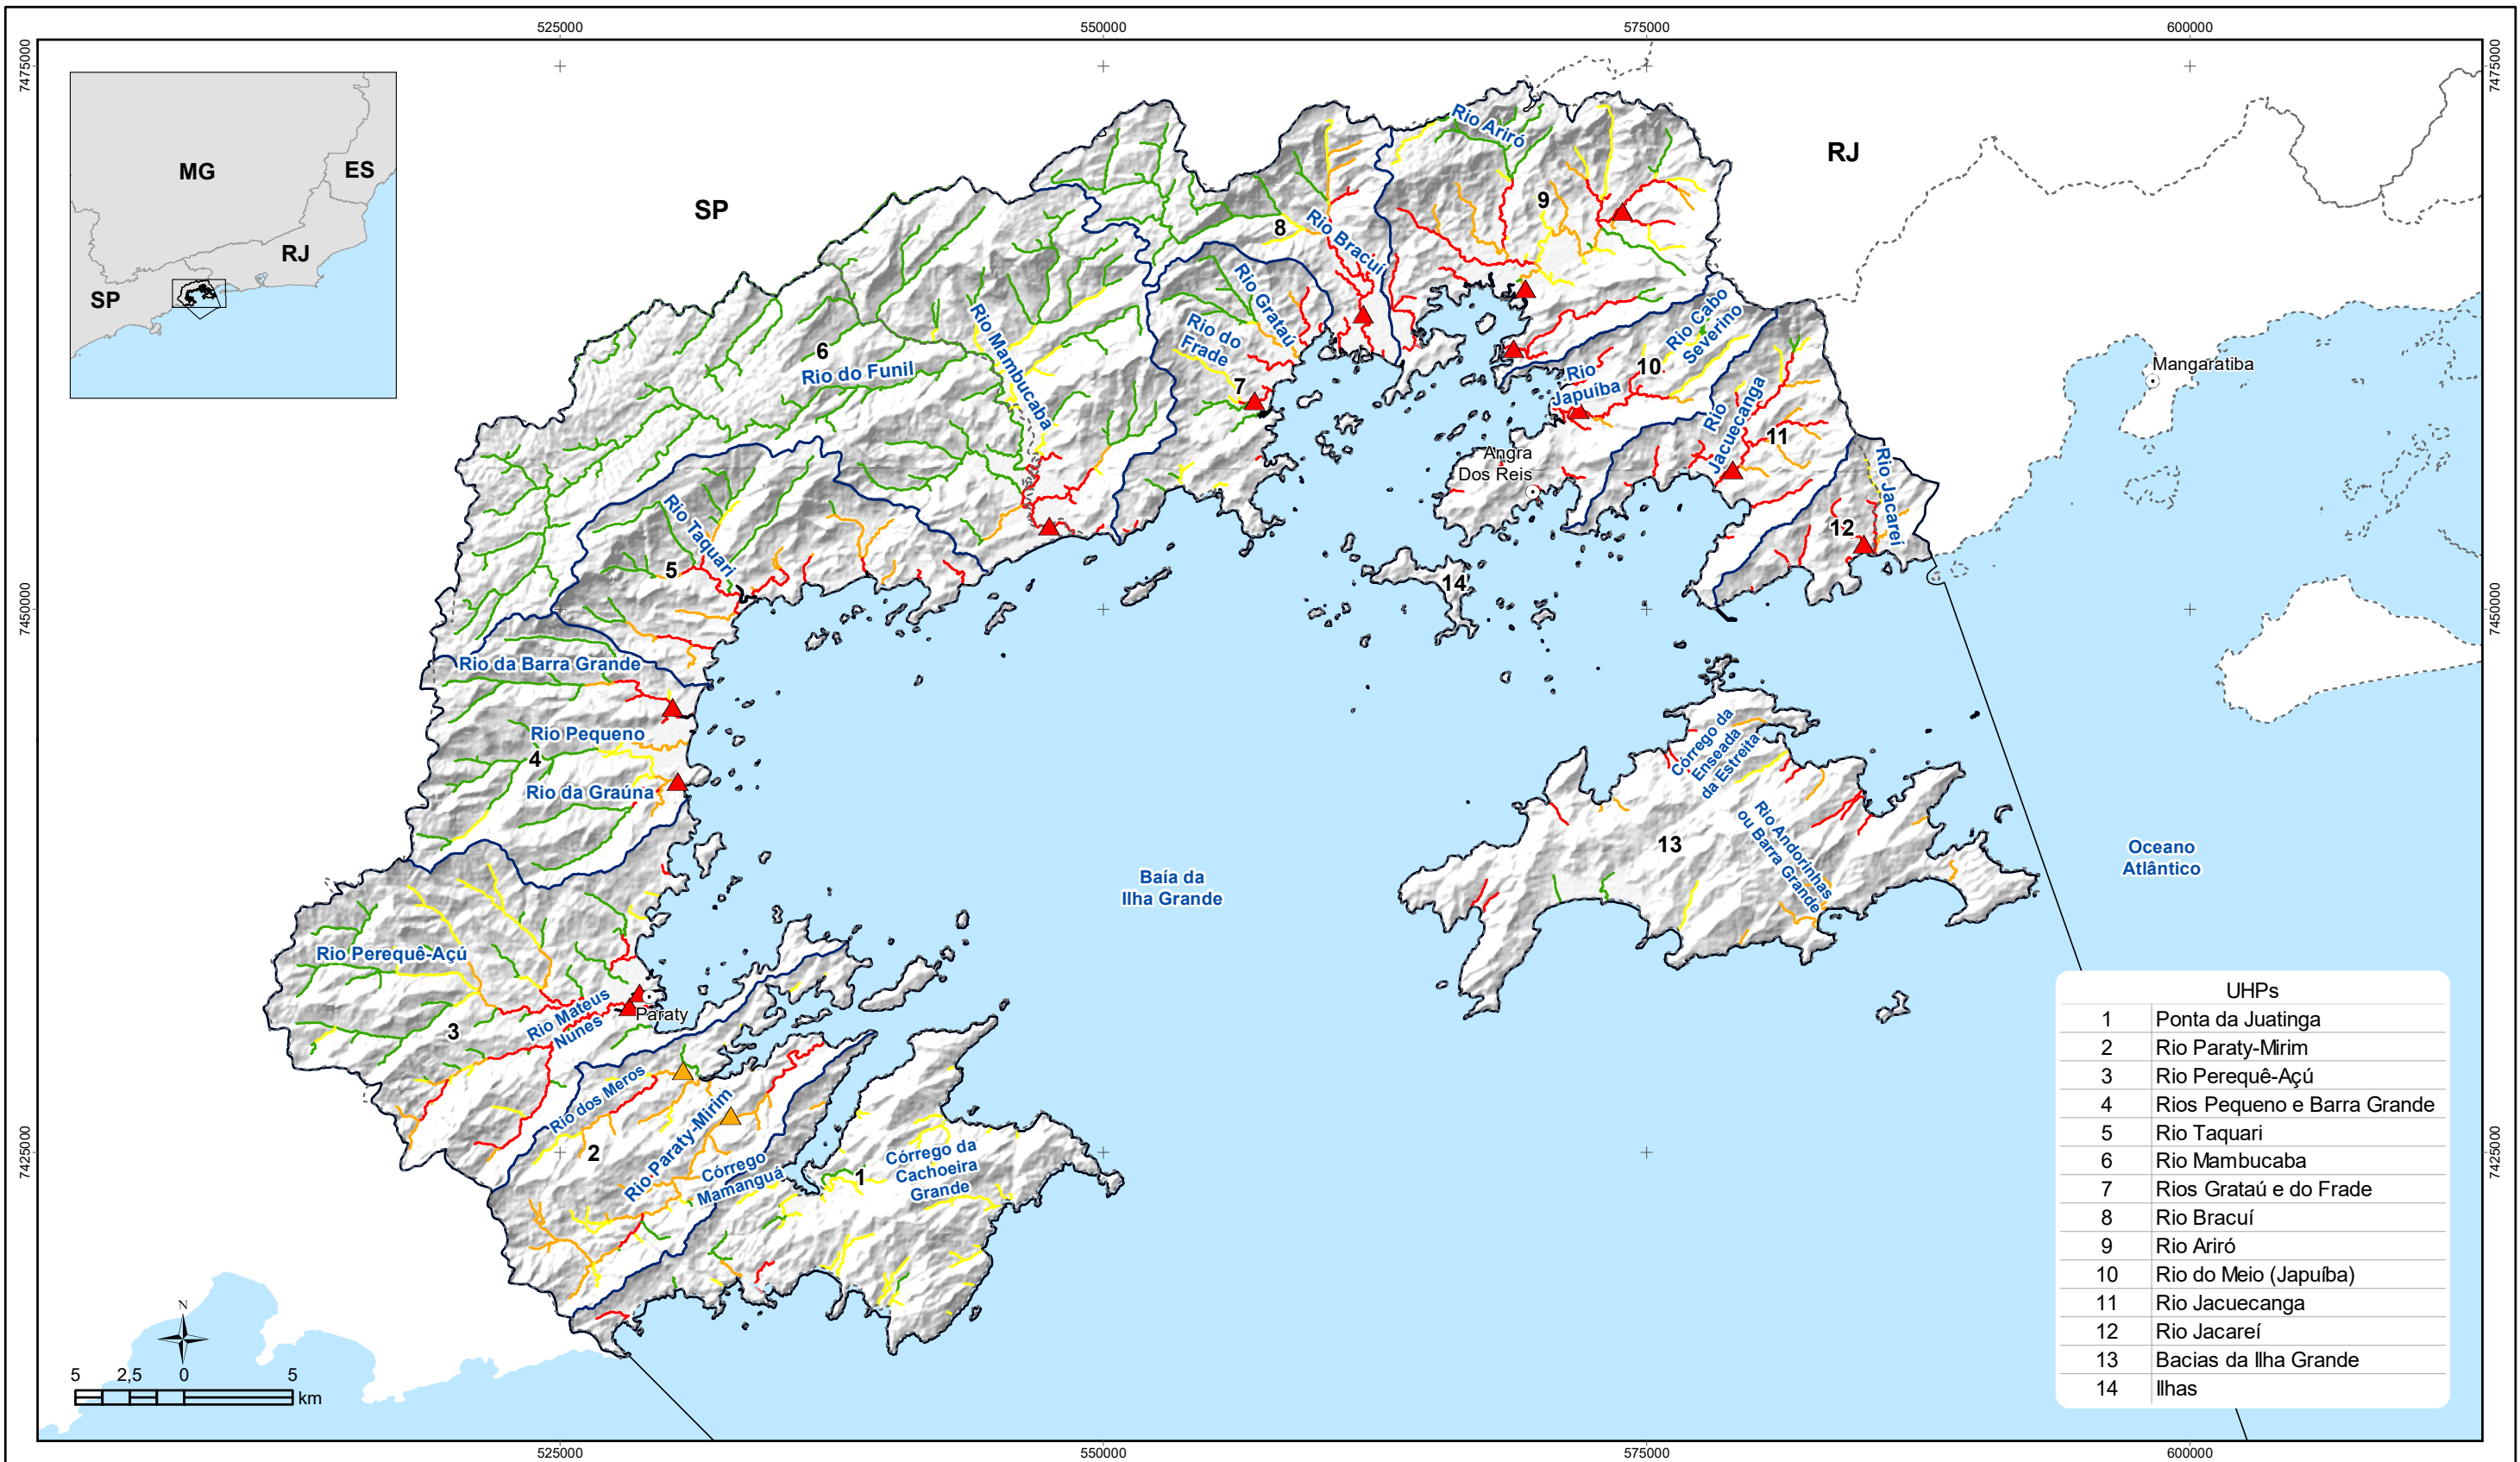 525000
550000
575000
600000
7475000
7475000
MG
ES
RJ
SP
SP
RJ
Rio Ariró
9
8
Rio Bracuí
Rio Grataú
Rio do
Frade
7
Rio Mambucaba
6
Rio do Funil
Rio Cabo
Severino
10
Rio
Japuíba
Rio
Jacuecanga
11
Mangaratiba
Angra
Dos Reis
Rio Jacareí
12
Rio Taquari
5
14
7450000
7450000
Rio da Barra Grande
Rio Pequeno
4
Rio da Graúna
Córrego da
Enseada
da Estreita
13
Rio Andorinhas
ou Barra Grande
Baía da
Ilha Grande
Oceano
Atlântico
Rio Perequê-Açú
3
Rio Mateus
Nunes
Paraty
Rio dos Meros
2
Rio Paraty-Mirim
Córrego
Mamanguá
1
Córrego da
Cachoeira
Grande
7425000
7425000
UHPs
1 Ponta da Juatinga
2 Rio Paraty-Mirim
3 Rio Perequê-Açú
4 Rios Pequeno e Barra Grande
5 Rio Taquari
6 Rio Mambucaba
7 Rios Grataú e do Frade
8 Rio Bracuí
9 Rio Ariró
10 Rio do Meio (Japuíba)
11 Rio Jacuecanga
12 Rio Jacareí
13 Bacias da Ilha Grande
14 Ilhas
N
5 2,5 0 5
km
525000
550000
575000
600000